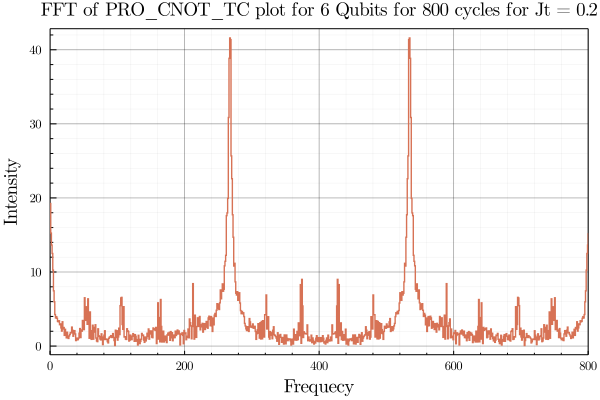 FFT of PRO_CNOT_TC plot for 6 Qubits for 800 cycles for Jt = 0.2
40
30
20
10
0
Intensity
0 200 400 600 800
Frequecy